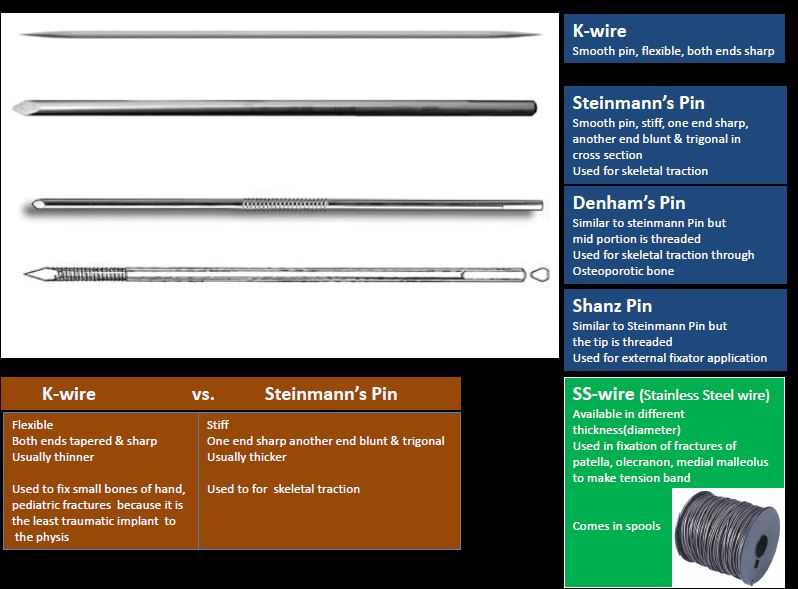 K-wire
Smooth pin, flexible, both ends sharp
Steinmann's Pin
Smooth pin, stiff, one end sharp,
another end blunt & trigonal in
cross section
Used for skeletal traction
Denham's Pin
Similar to steinmann Pin but
mid portion is threaded
Used for skeletal traction through
Osteoporotic bone
Shanz Pin
Similar to Steinmann Pin but
the tip is threaded
Used for external fixator application
K-wire vs. Steinmann's Pin
Flexible
Both ends tapered & sharp
Usually thinner
Used to fix small bones of hand,
pediatric fractures because it is
the least traumatic implant to
the physis
Stiff
One end sharp another end blunt & trigonal
Usually thicker
Used to for skeletal traction
SS-wire (Stainless Steel wire)
Available in different
thickness(diameter)
Used in fixation of fractures of
patella, olecranon, medial malleolus
to make tension band
Comes in spools